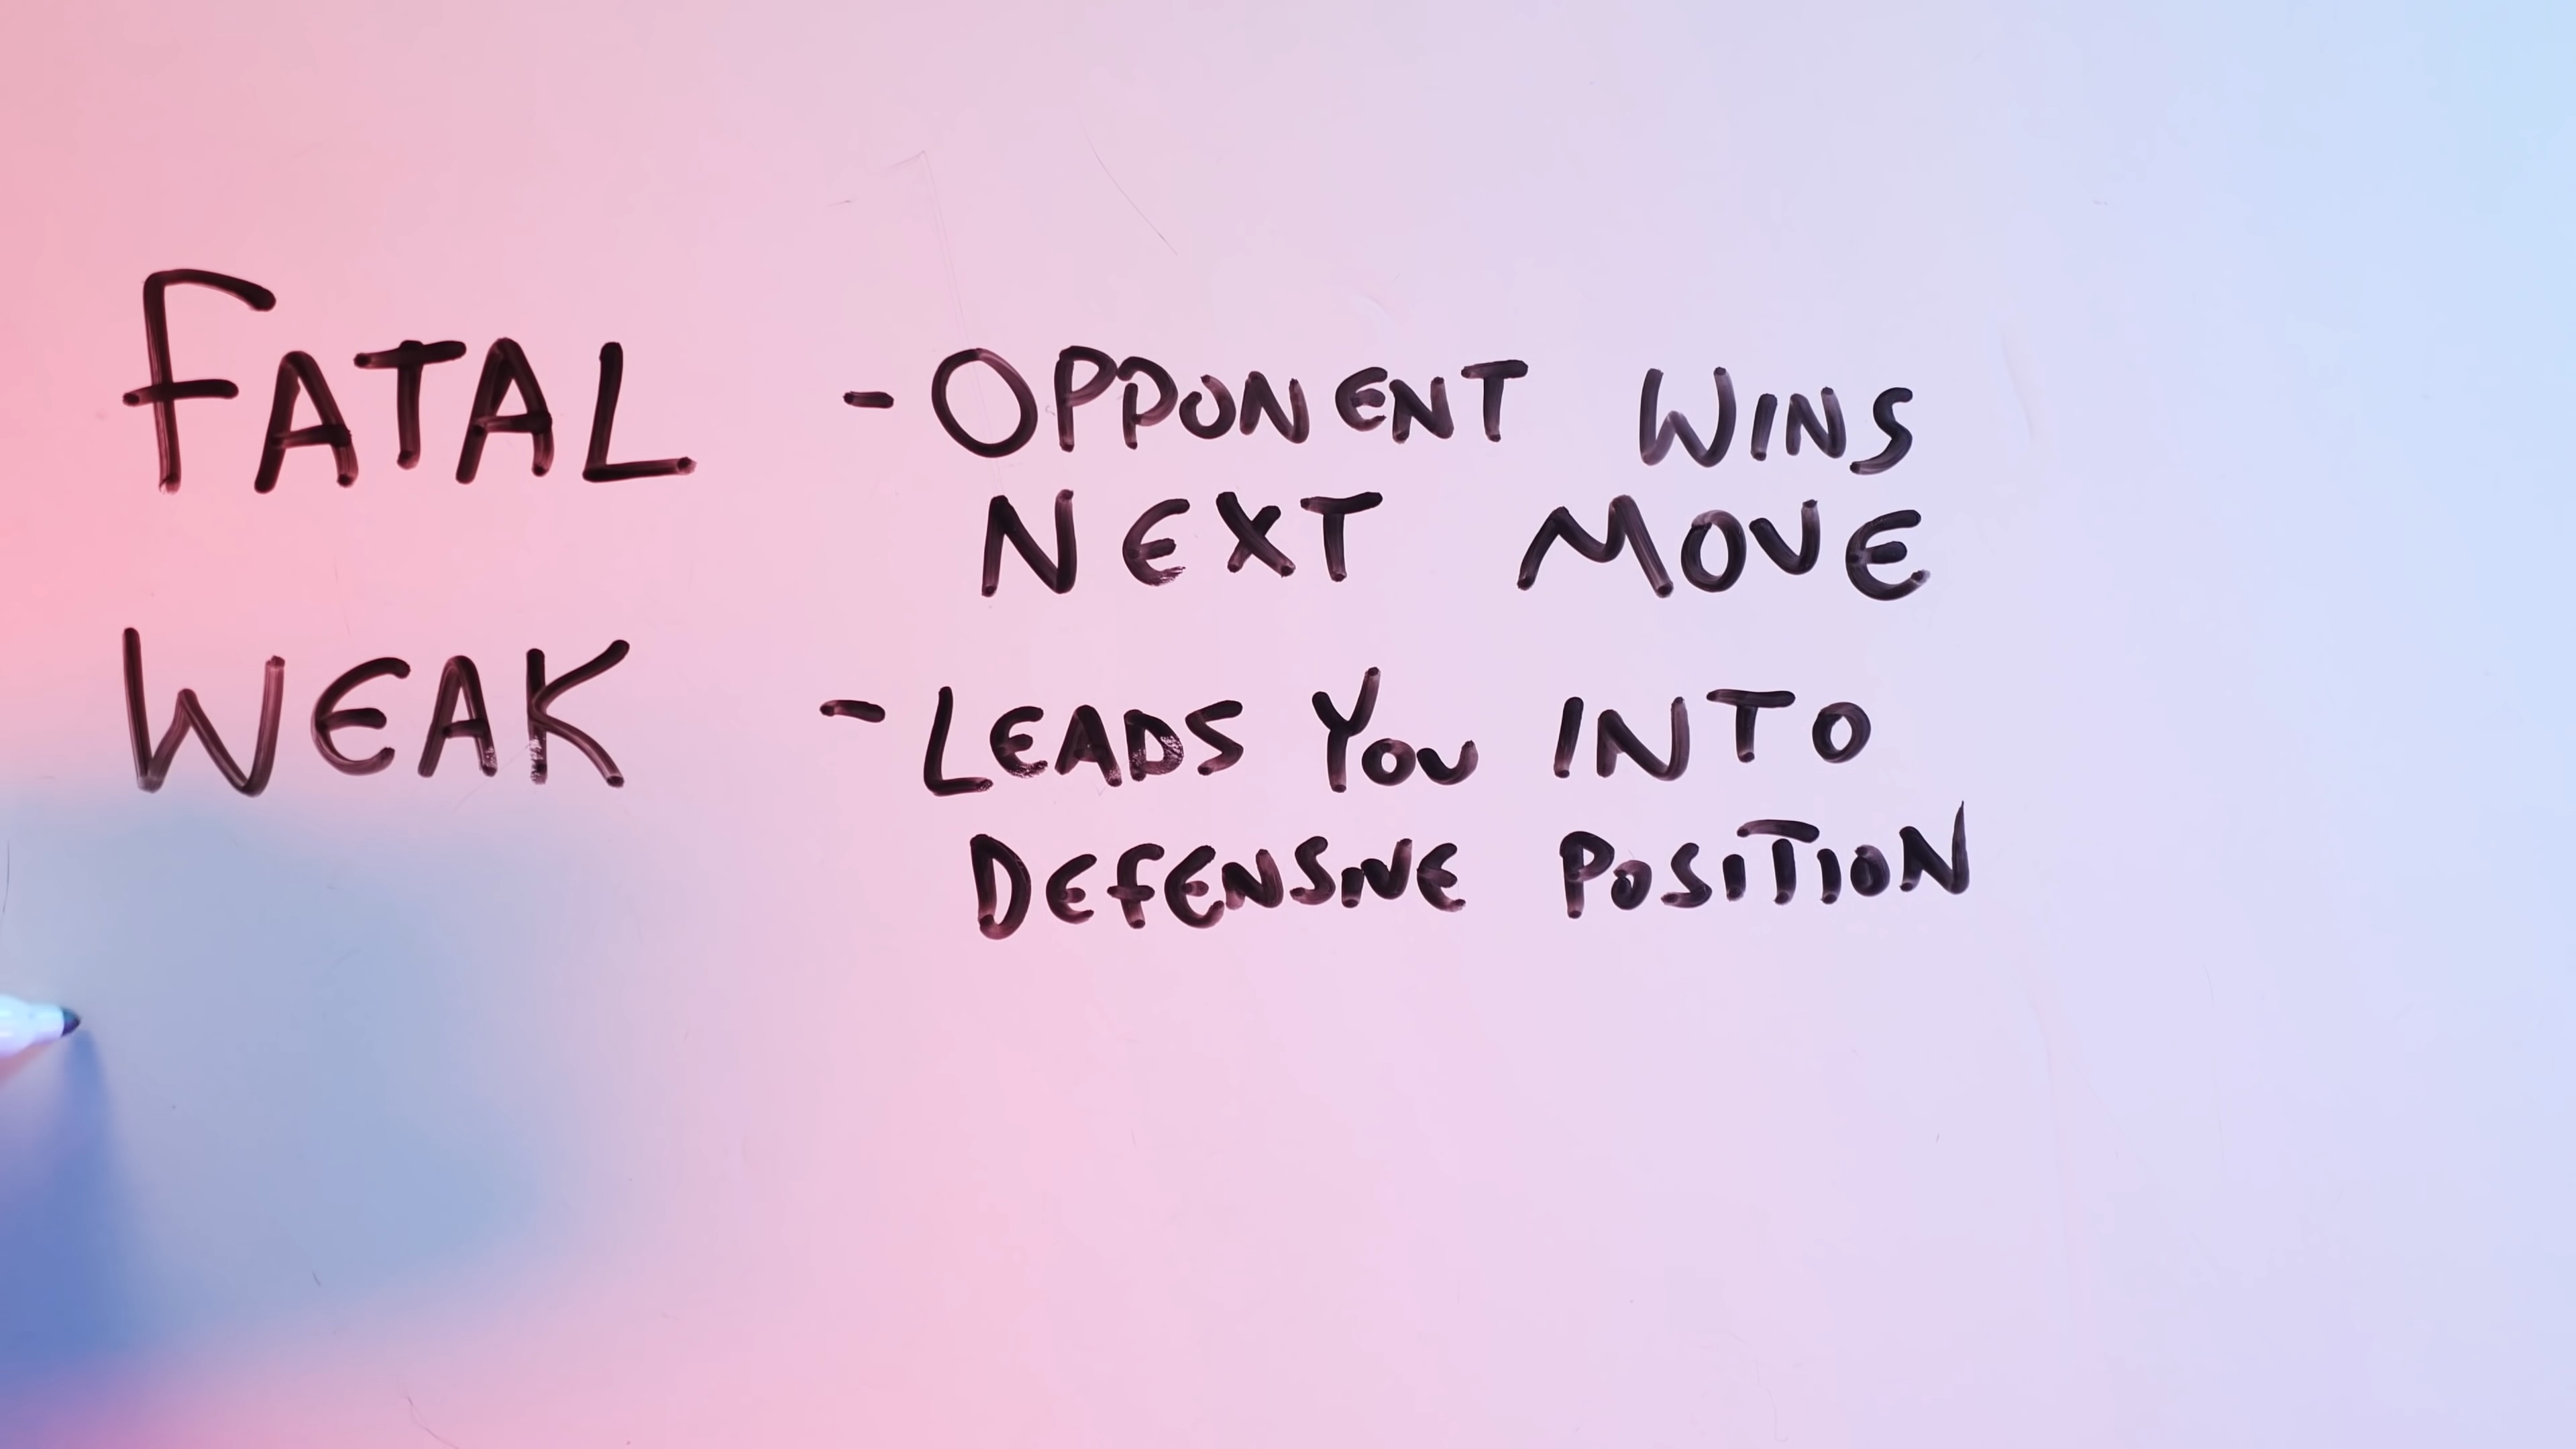 FATAL - OPPONENT WINS
NEXT MOVE
WEAK - LEADS YOU INTO
DEFENSIVE POSITION